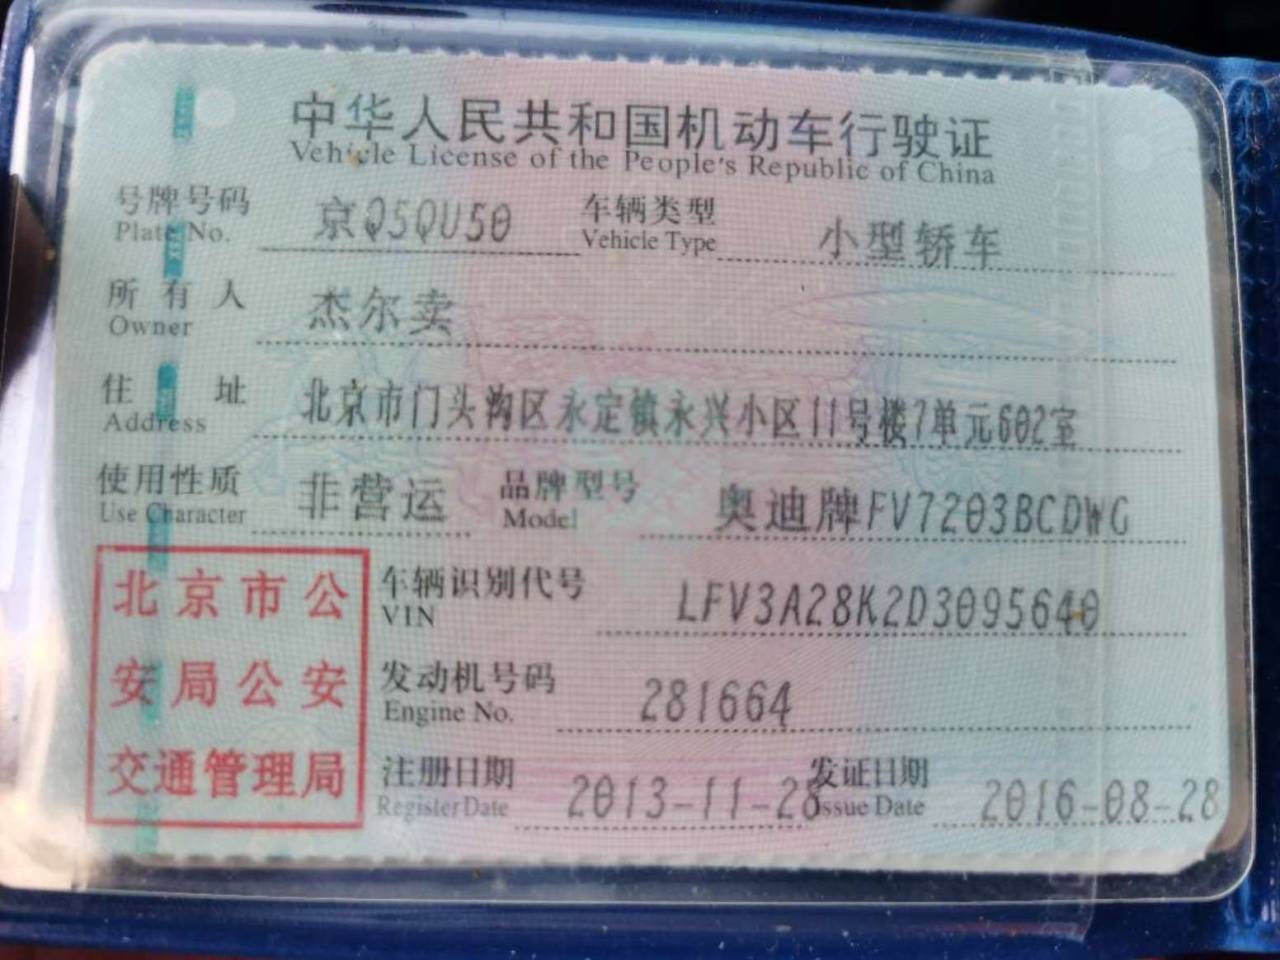 中华人民共和国机动车行驶证
Vehicle License of the People's Republic of China
号牌号码 京Q5QU50 车辆类型 小型轿车
Plate No. Vehicle Type
所有人 杰尔卖
Owner
住址 北京市门头沟区永定镇永兴小区11号楼7单元602室
Address
使用性质 非营运 品牌型号 奥迪牌FV7203BCDWG
Use Character Model
北京市公
安局公安
交通管理局
车辆识别代号 LFV3A28K2D3095640
VIN
发动机号码 281664
Engine No.
注册日期 2013-11-28 发证日期 2016-08-28
Register Date Issue Date